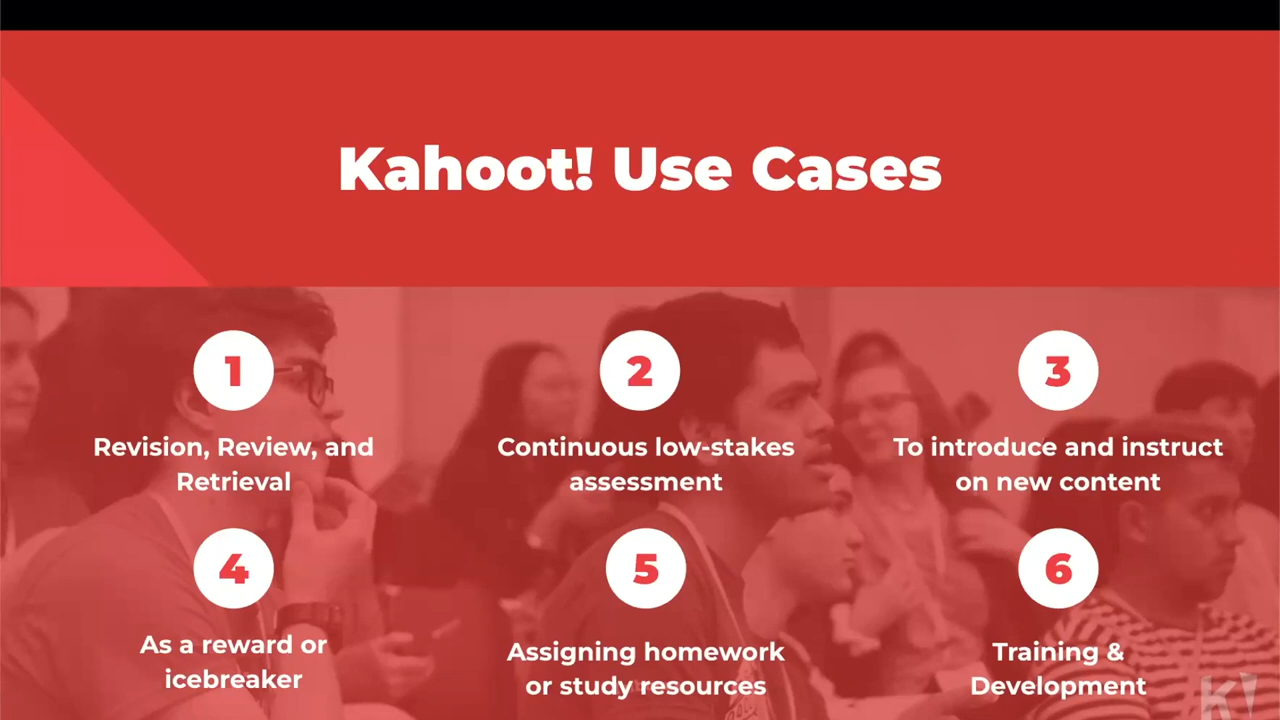 Kahoot! Use Cases
1
Revision, Review, and
Retrieval
2
Continuous low-stakes
assessment
3
To introduce and instruct
on new content
4
As a reward or
icebreaker
5
Assigning homework
or study resources
6
Training &
Development
K!